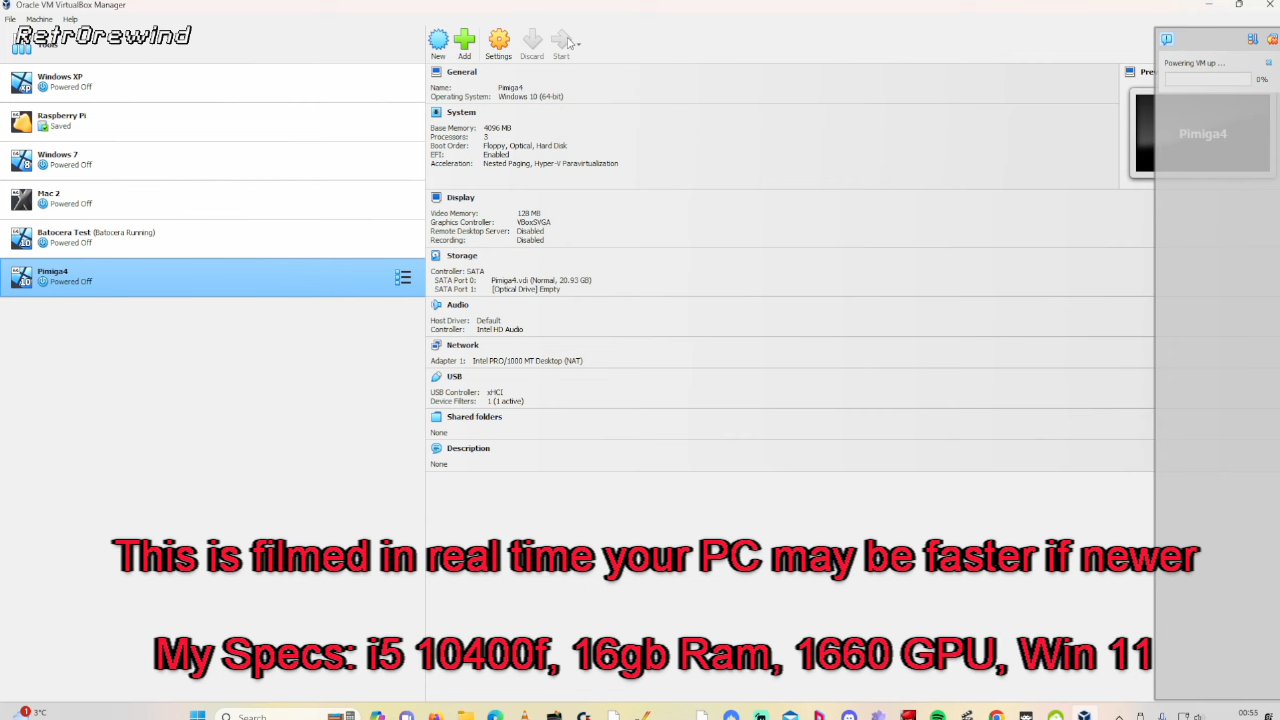 Oracle VM VirtualBox Manager
File Machine Help
Retr0rewind
Tools
Windows XP
Powered Off
Raspberry Pi
Saved
Windows 7
Powered Off
Mac 2
Powered Off
Batocera Test (Batocera Running)
Powered Off
Pimiga4
Powered Off
New Add Settings Discard Start
General
Name: Pimiga4
Operating System: Windows 10 (64-bit)
System
Base Memory: 4096 MB
Processors: 3
Boot Order: Floppy, Optical, Hard Disk
EFI: Enabled
Acceleration: Nested Paging, Hyper-V Paravirtualization
Display
Video Memory: 128 MB
Graphics Controller: VBoxSVGA
Remote Desktop Server: Disabled
Recording: Disabled
Storage
Controller: SATA
SATA Port 0: Pimiga4.vdi (Normal, 20.93 GB)
SATA Port 1: [Optical Drive] Empty
Audio
Host Driver: Default
Controller: Intel HD Audio
Network
Adapter 1: Intel PRO/1000 MT Desktop (NAT)
USB
USB Controller: xHCI
Device Filters: 1 (1 active)
Shared folders
None
Description
None
Pre
Powering VM up ...
0%
Pimiga4
This is filmed in real time your PC may be faster if newer
My Specs: i5 10400f, 16gb Ram, 1660 GPU, Win 11
1
3°C
Search
00:55